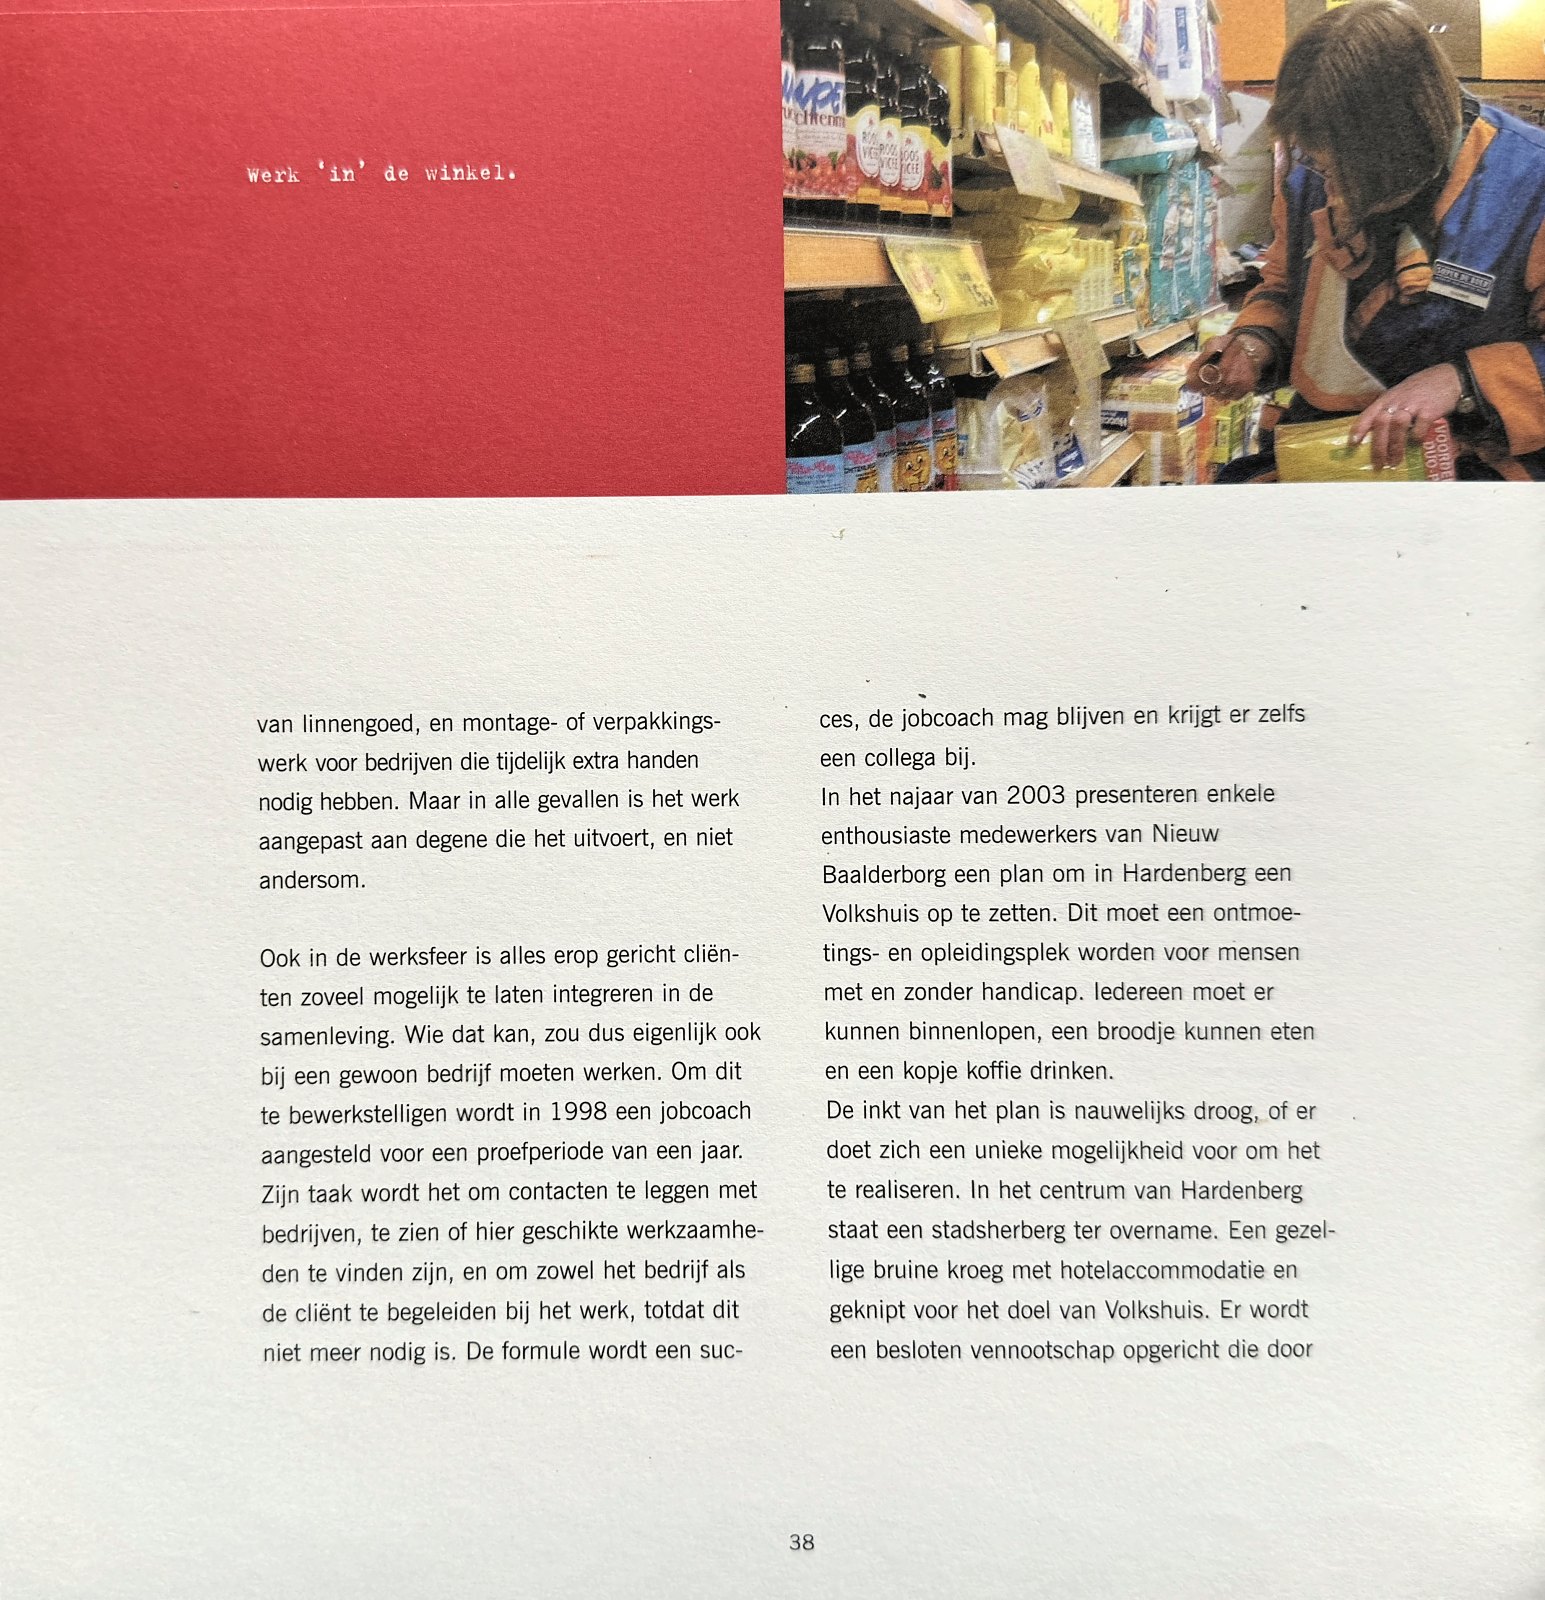 Werk ‘in’ de winkel.
van linnengoed, en montage- of verpakkings-
werk voor bedrijven die tijdelijk extra handen
nodig hebben. Maar in alle gevallen is het werk
aangepast aan degene die het uitvoert, en niet
andersom.
Ook in de werksfeer is alles erop gericht cliën-
ten zoveel mogelijk te laten integreren in de
samenleving. Wie dat kan, zou dus eigenlijk ook
bij een gewoon bedrijf moeten werken. Om dit
te bewerkstelligen wordt in 1998 een jobcoach
aangesteld voor een proefperiode van een jaar.
Zijn taak wordt het om contacten te leggen met
bedrijven, te zien of hier geschikte werkzaamhe-
den te vinden zijn, en om zowel het bedrijf als
de cliënt te begeleiden bij het werk, totdat dit
niet meer nodig is. De formule wordt een suc-
ces, de jobcoach mag blijven en krijgt er zelfs
een collega bij.
In het najaar van 2003 presenteren enkele
enthousiaste medewerkers van Nieuw
Baalderborg een plan om in Hardenberg een
Volkshuis op te zetten. Dit moet een ontmoe-
tings- en opleidingsplek worden voor mensen
met en zonder handicap. Iedereen moet er
kunnen binnenlopen, een broodje kunnen eten
en een kopje koffie drinken.
De inkt van het plan is nauwelijks droog, of er
doet zich een unieke mogelijkheid voor om het
te realiseren. In het centrum van Hardenberg
staat een stadsherberg ter overname. Een gezel-
lige bruine kroeg met hotelaccommodatie en
geknipt voor het doel van Volkshuis. Er wordt
een besloten vennootschap opgericht die door
38